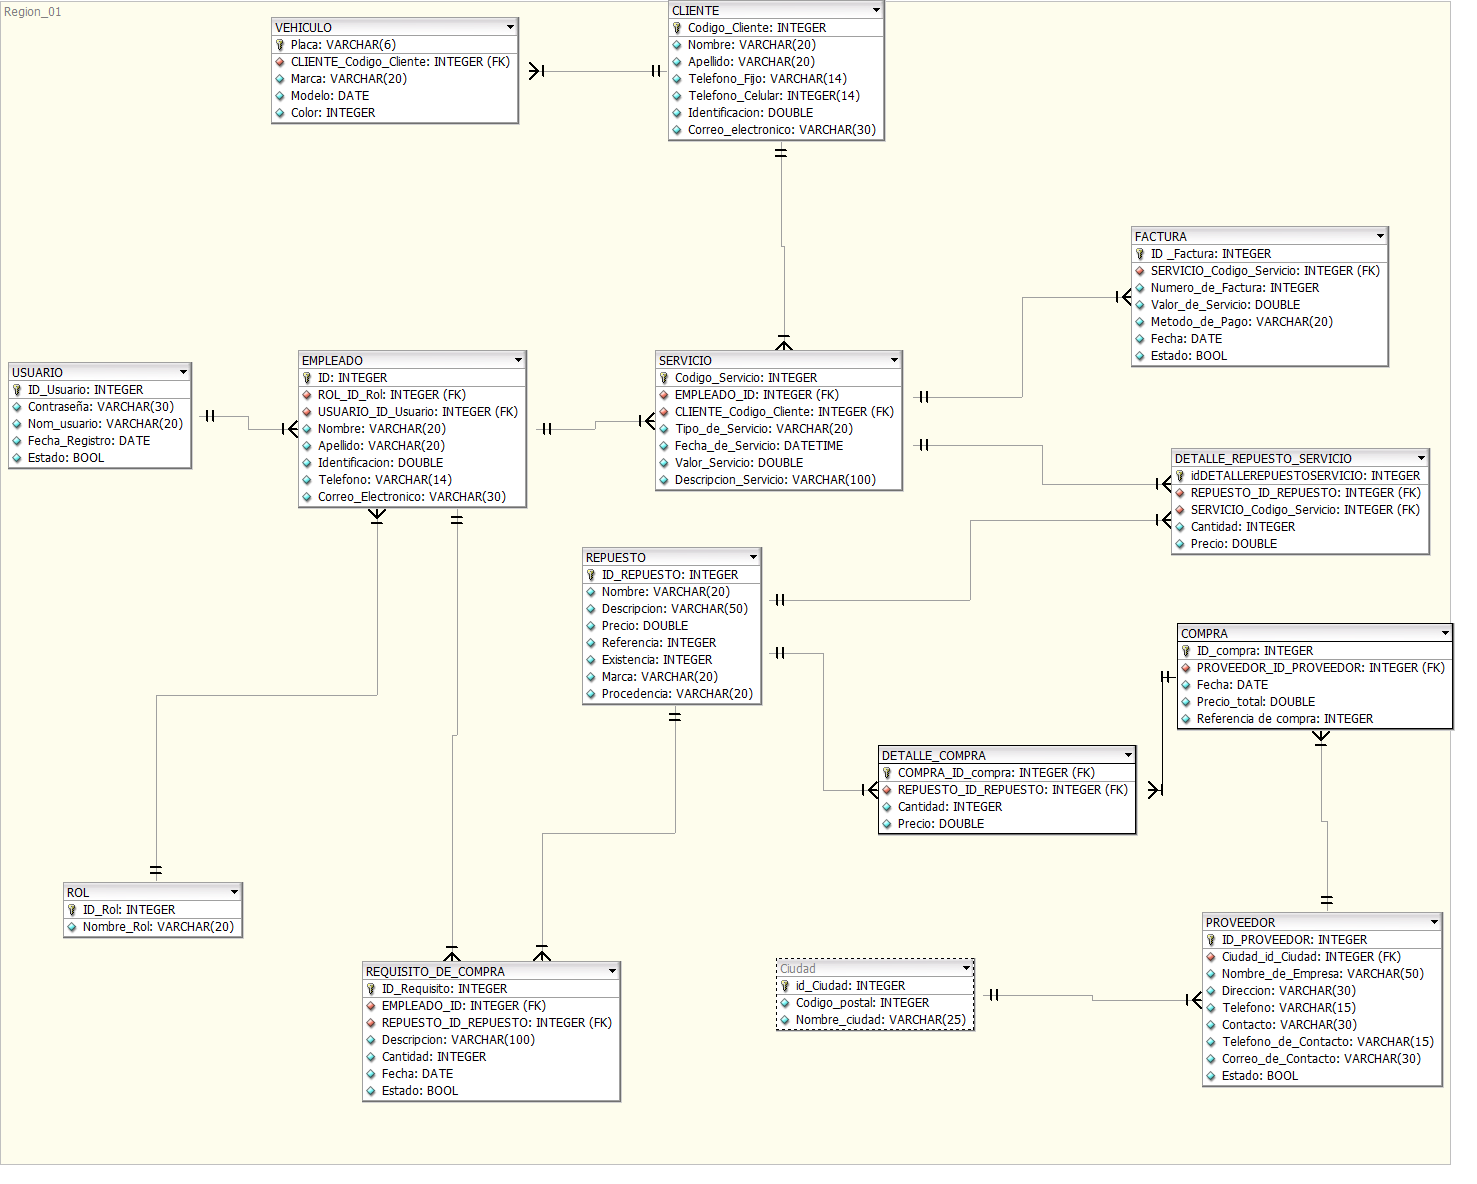 Region_01
VEHICULO
Placa: VARCHAR(6)
CLIENTE_Codigo_Cliente: INTEGER (FK)
Marca: VARCHAR(20)
Modelo: DATE
Color: INTEGER
CLIENTE
Codigo_Cliente: INTEGER
Nombre: VARCHAR(20)
Apellido: VARCHAR(20)
Telefono_Fijo: VARCHAR(14)
Telefono_Celular: INTEGER(14)
Identificacion: DOUBLE
Correo_electronico: VARCHAR(30)
FACTURA
ID _Factura: INTEGER
SERVICIO_Codigo_Servicio: INTEGER (FK)
Numero_de_Factura: INTEGER
Valor_de_Servicio: DOUBLE
Metodo_de_Pago: VARCHAR(20)
Fecha: DATE
Estado: BOOL
USUARIO
ID_Usuario: INTEGER
Contraseña: VARCHAR(30)
Nom_usuario: VARCHAR(20)
Fecha_Registro: DATE
Estado: BOOL
EMPLEADO
ID: INTEGER
ROL_ID_Rol: INTEGER (FK)
USUARIO_ID_Usuario: INTEGER (FK)
Nombre: VARCHAR(20)
Apellido: VARCHAR(20)
Identificacion: DOUBLE
Telefono: VARCHAR(14)
Correo_Electronico: VARCHAR(30)
SERVICIO
Codigo_Servicio: INTEGER
EMPLEADO_ID: INTEGER (FK)
CLIENTE_Codigo_Cliente: INTEGER (FK)
Tipo_de_Servicio: VARCHAR(20)
Fecha_de_Servicio: DATETIME
Valor_Servicio: DOUBLE
Descripcion_Servicio: VARCHAR(100)
DETALLE_REPUESTO_SERVICIO
idDETALLEREPUESTOSERVICIO: INTEGER
REPUESTO_ID_REPUESTO: INTEGER (FK)
SERVICIO_Codigo_Servicio: INTEGER (FK)
Cantidad: INTEGER
Precio: DOUBLE
REPUESTO
ID_REPUESTO: INTEGER
Nombre: VARCHAR(20)
Descripcion: VARCHAR(50)
Precio: DOUBLE
Referencia: INTEGER
Existencia: INTEGER
Marca: VARCHAR(20)
Procedencia: VARCHAR(20)
COMPRA
ID_compra: INTEGER
PROVEEDOR_ID_PROVEEDOR: INTEGER (FK)
Fecha: DATE
Precio_total: DOUBLE
Referencia de compra: INTEGER
DETALLE_COMPRA
COMPRA_ID_compra: INTEGER (FK)
REPUESTO_ID_REPUESTO: INTEGER (FK)
Cantidad: INTEGER
Precio: DOUBLE
ROL
ID_Rol: INTEGER
Nombre_Rol: VARCHAR(20)
REQUISITO_DE_COMPRA
ID_Requisito: INTEGER
EMPLEADO_ID: INTEGER (FK)
REPUESTO_ID_REPUESTO: INTEGER (FK)
Descripcion: VARCHAR(100)
Cantidad: INTEGER
Fecha: DATE
Estado: BOOL
Ciudad
id_Ciudad: INTEGER
Codigo_postal: INTEGER
Nombre_ciudad: VARCHAR(25)
PROVEEDOR
ID_PROVEEDOR: INTEGER
Ciudad_id_Ciudad: INTEGER (FK)
Nombre_de_Empresa: VARCHAR(50)
Direccion: VARCHAR(30)
Telefono: VARCHAR(15)
Contacto: VARCHAR(30)
Telefono_de_Contacto: VARCHAR(15)
Correo_de_Contacto: VARCHAR(30)
Estado: BOOL